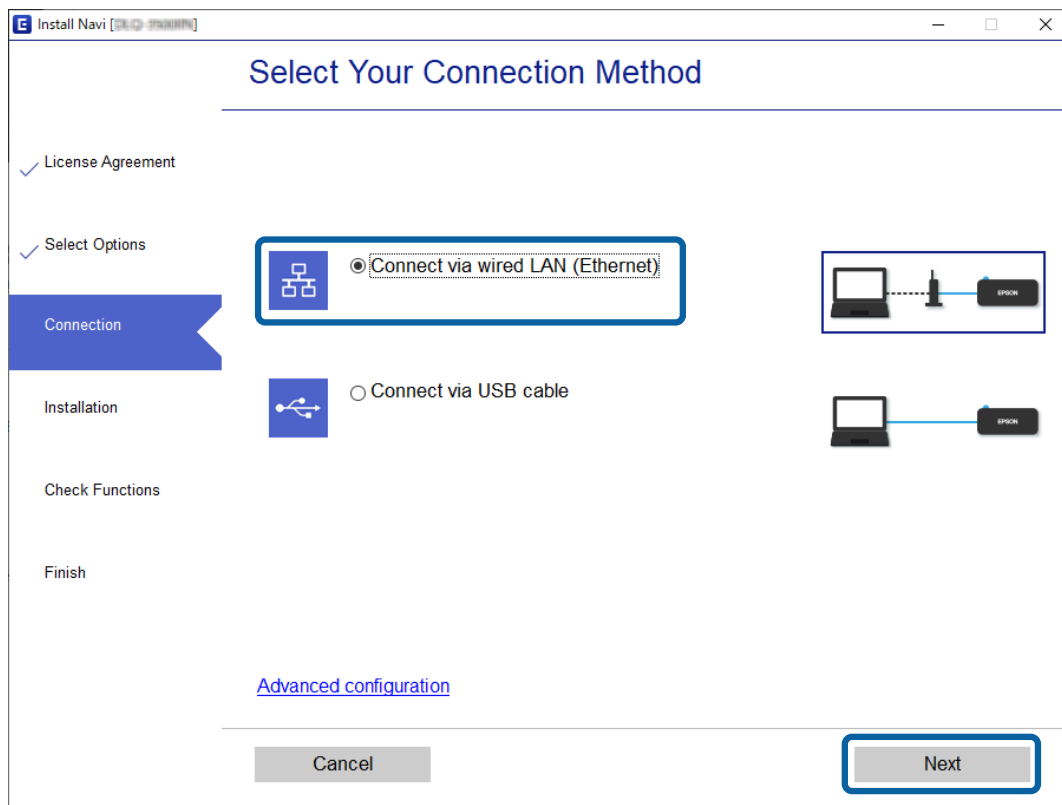 Install Navi [
Select Your Connection Method
License Agreement
Select Options
Connection
Installation
Check Functions
Finish
Connect via wired LAN (Ethernet)
EPSON
Connect via USB cable
EPSON
Advanced configuration
Cancel
Next